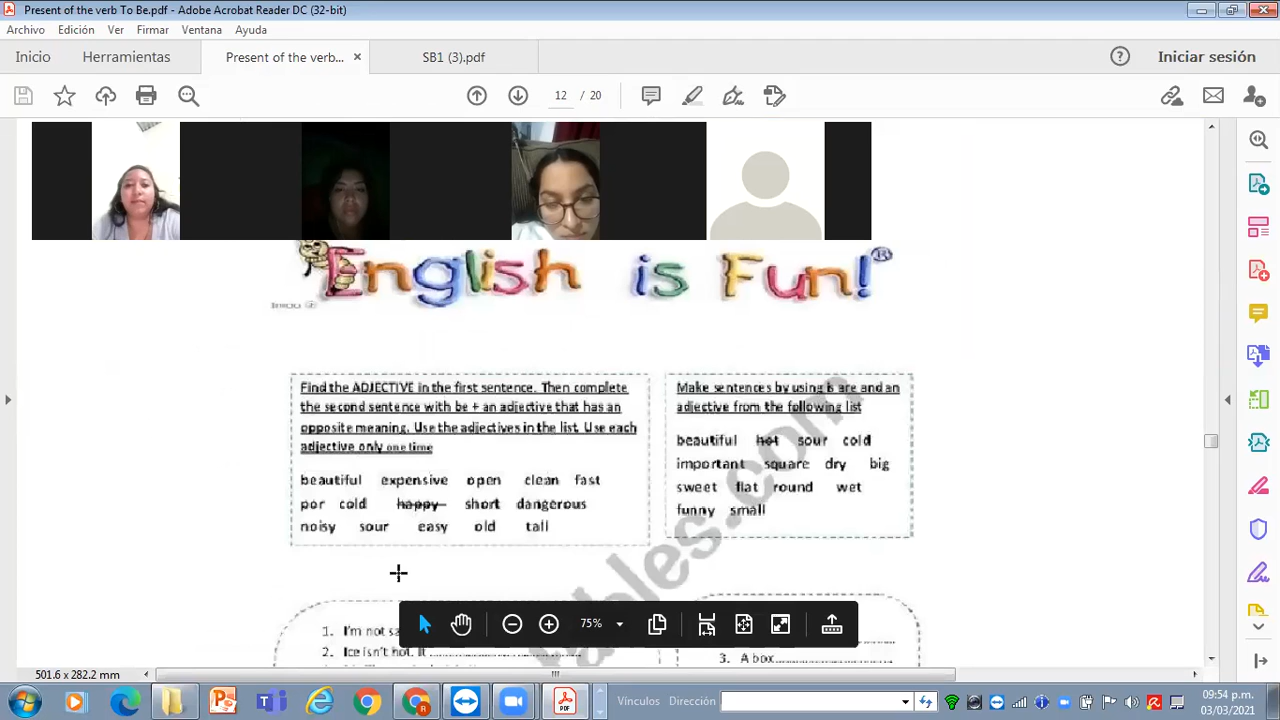 Present of the verb To Be.pdf - Adobe Acrobat Reader DC (32-bit)
Archivo Edición Ver Firmar Ventana Ayuda
Inicio Herramientas Present of the verb... × SB1 (3).pdf Iniciar sesión
12 / 20
English is Fun!
Find the ADJECTIVE in the first sentence. Then complete
the second sentence with be + an adjective that has an
opposite meaning. Use the adjectives in the list. Use each
adjective only one time
beautiful expensive open clean fast
por cold happy short dangerous
noisy sour easy old tall
Make sentences by using is are and an
adjective from the following list
beautiful hot sour cold
important square dry big
sweet flat round wet
funny small
1. I'm not
2. Ice isn't hot. It
3. A box
75%
501.6 x 282.
Vínculos Dirección
09:54 p.m.
03/03/2021